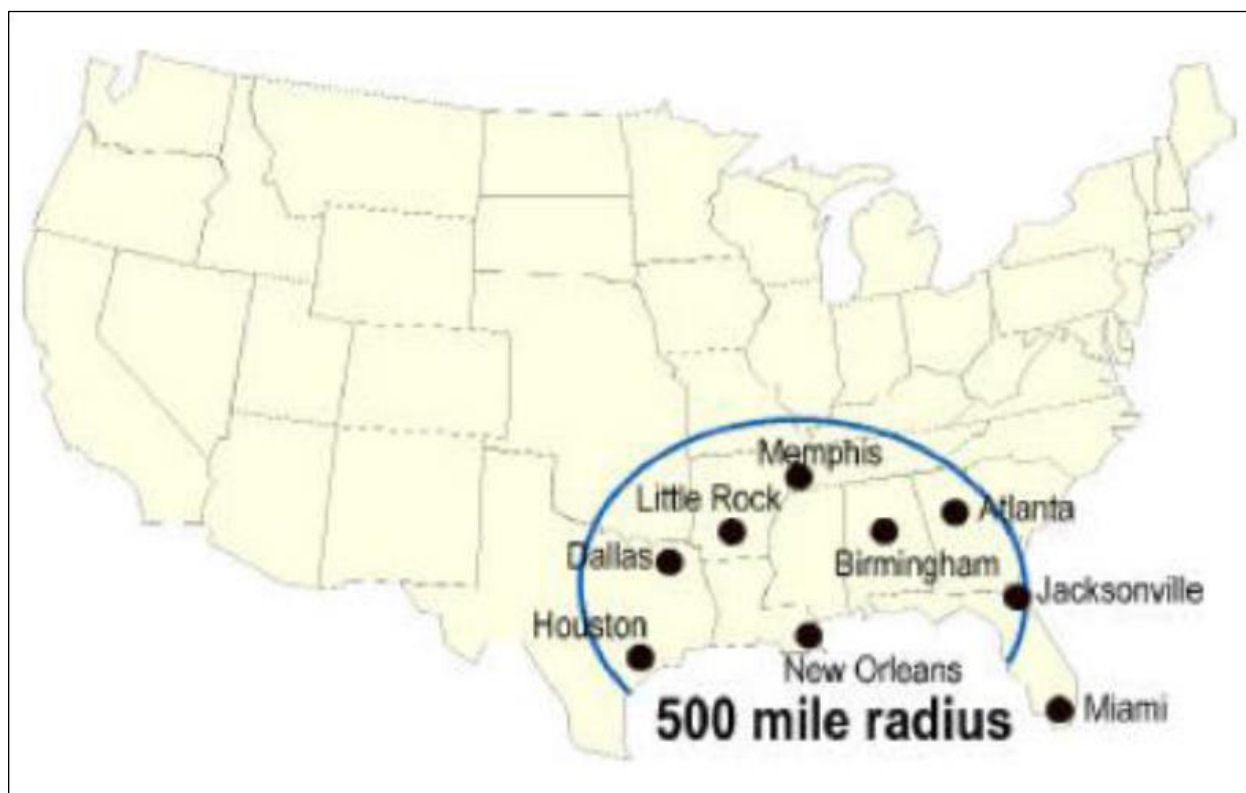 Memphis
Little Rock
Atlanta
Dallas
Birmingham
Jacksonville
Houston
New Orleans
500 mile radius
Miami